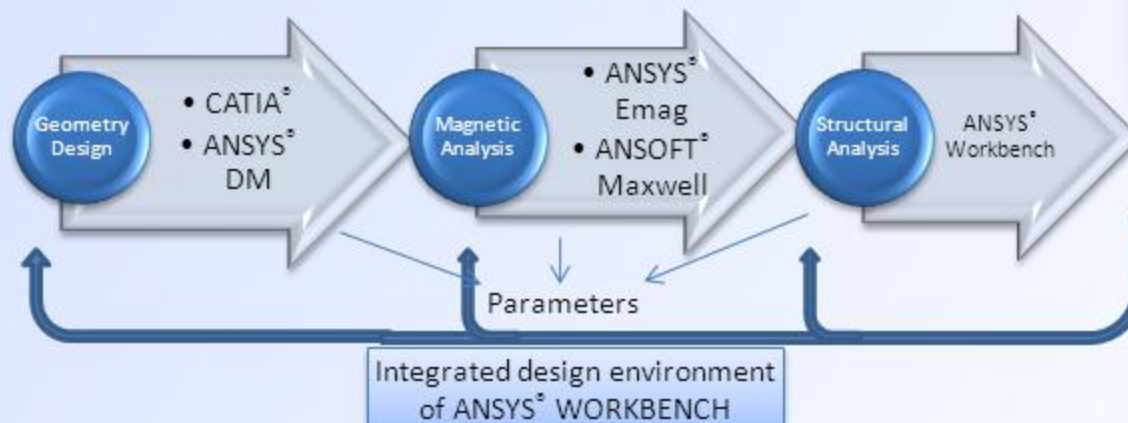 Geometry
Design
• CATIA®
• ANSYS®
DM
Magnetic
Analysis
• ANSYS®
Emag
• ANSOFT®
Maxwell
Structural
Analysis
ANSYS®
Workbench
Parameters
Integrated design environment
of ANSYS® WORKBENCH